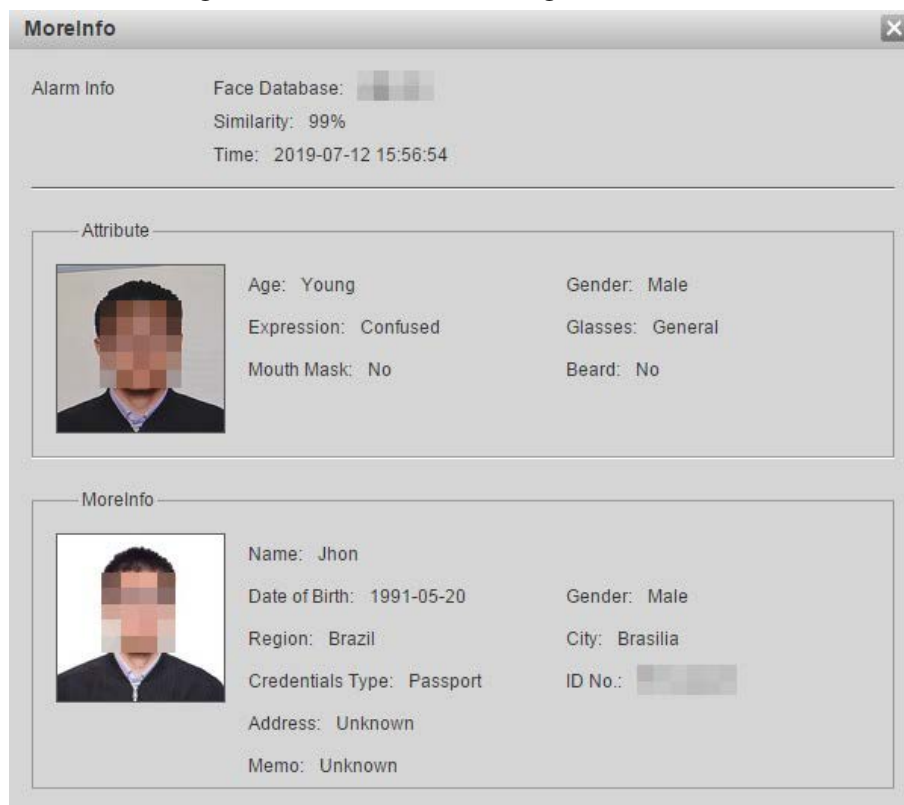 MoreInfo
Alarm Info
Face Database:
Similarity: 99%
Time: 2019-07-12 15:56:54
Attribute
Age: Young Gender: Male
Expression: Confused Glasses: General
Mouth Mask: No Beard: No
MoreInfo
Name: Jhon
Date of Birth: 1991-05-20 Gender: Male
Region: Brazil City: Brasilia
Credentials Type: Passport ID No.:
Address: Unknown
Memo: Unknown